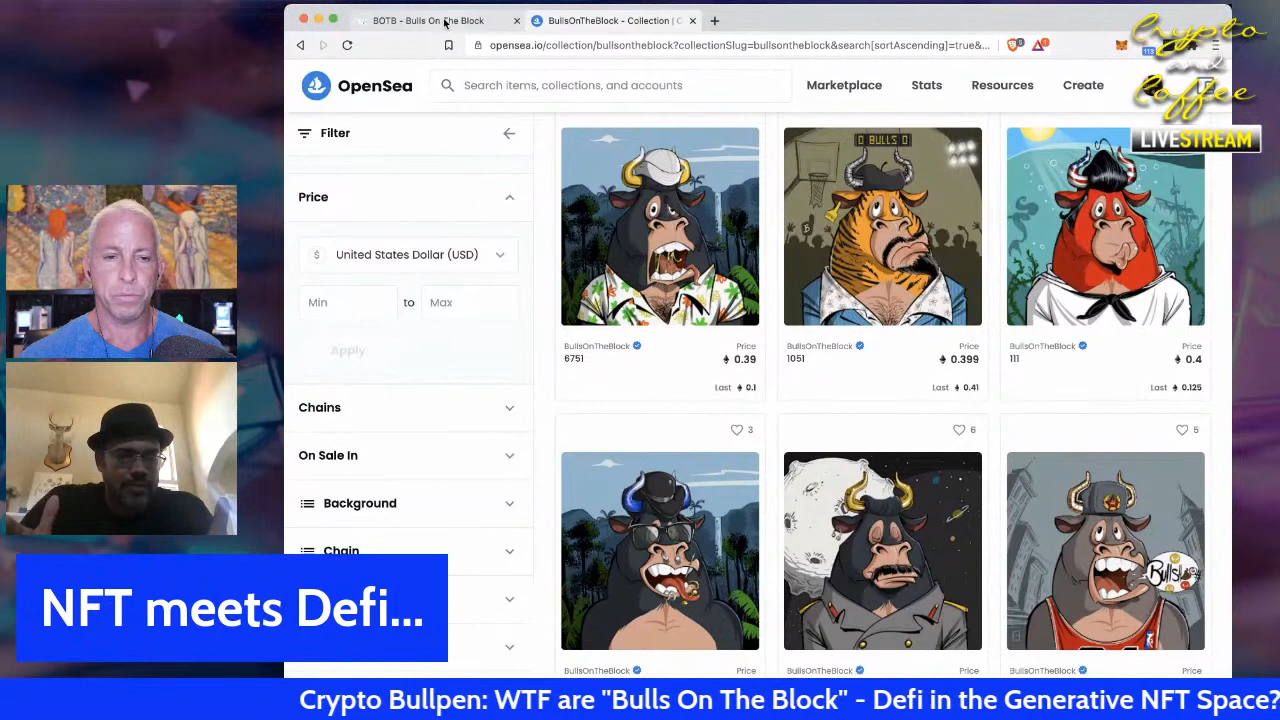 BOTB - Bulls On The Block
BullsOnTheBlock - Collection | O
opensea.io/collection/bullsontheblock?collectionSlug=bullsontheblock&search[sortAscending]=true&...
Crypto
and
Coffee
LIVESTREAM
OpenSea
Search items, collections, and accounts
Marketplace
Stats
Resources
Create
Filter
Price
$ United States Dollar (USD)
Min to Max
Apply
Chains
On Sale In
Background
Chain
0 BULLS 0
BullsOnTheBlock Price
6751 0.39
Last 0.1
BullsOnTheBlock Price
1051 0.399
Last 0.41
BullsOnTheBlock Price
111 0.4
Last 0.125
3
6
5
Bulls!
BullsOnTheBlock Price
BullsOnTheBlock Price
BullsOnTheBlock Price
NFT meets Defi...
Crypto Bullpen: WTF are "Bulls On The Block" - Defi in the Generative NFT Space?